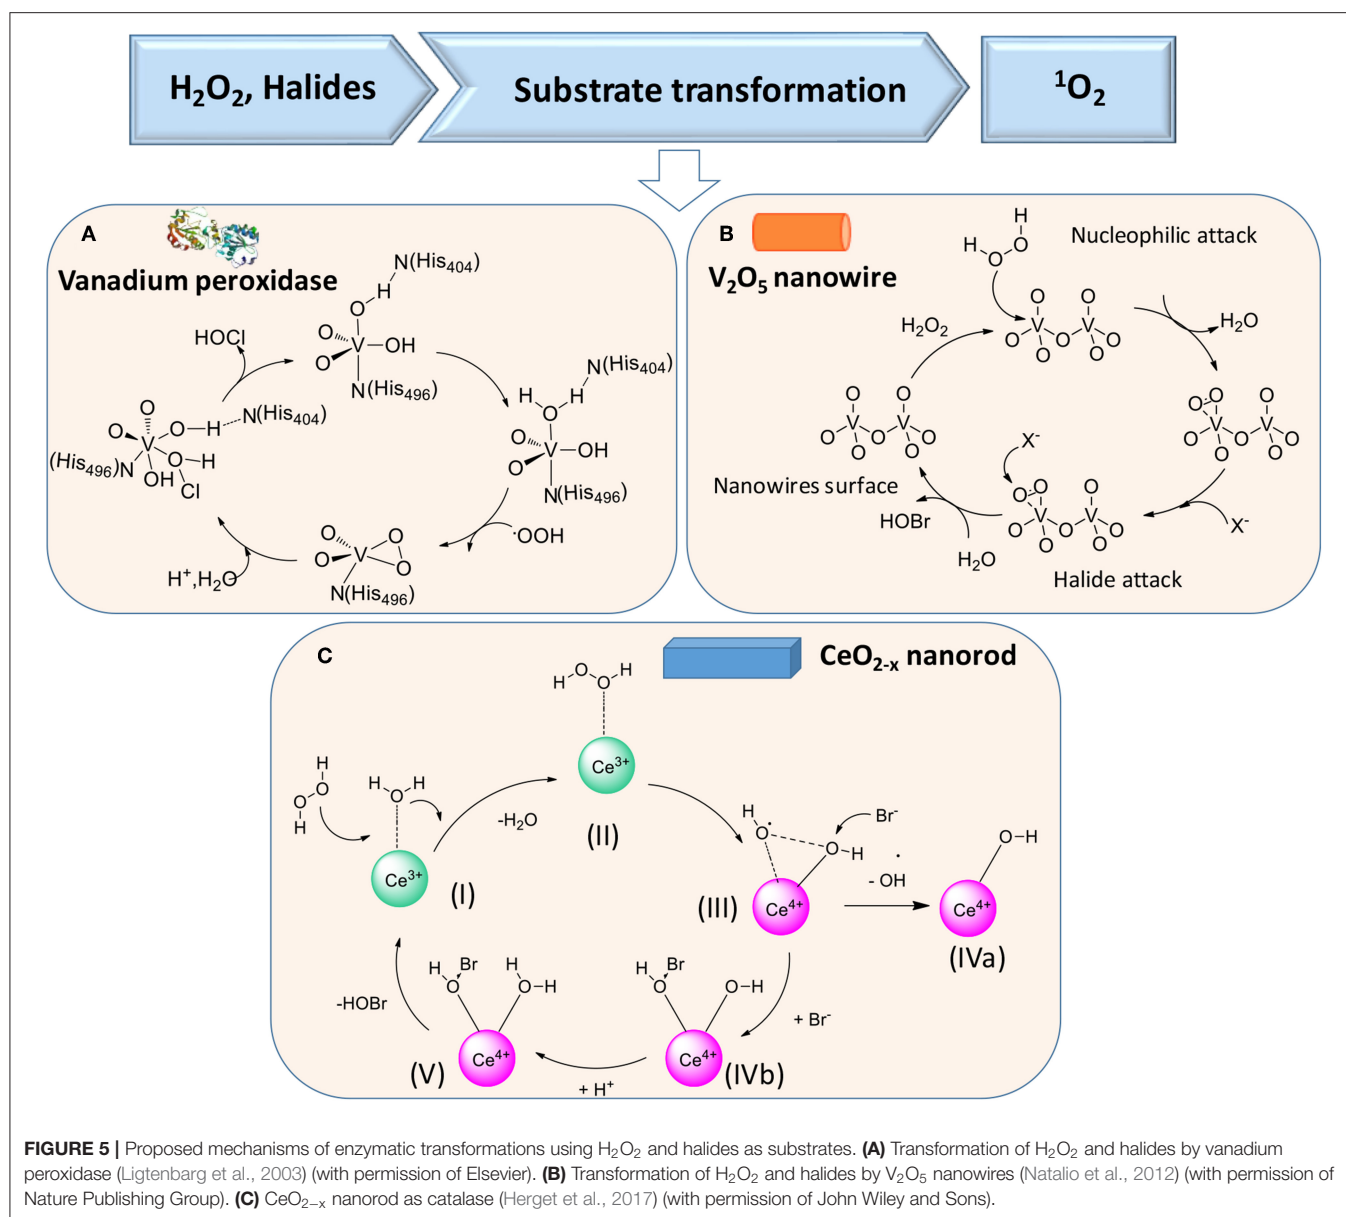 H₂O₂, Halides
Substrate transformation
¹O₂
A
Vanadium peroxidase
N(His₄₀₄)
H
O
O
V
OH
O
N(His₄₉₆)
HOCl
N(His₄₀₄)
H
H
O
O
V
OH
O
N(His₄₉₆)
·OOH
O
O
V
O
O
N(His₄₉₆)
H⁺,H₂O
O
O
O
H
N(His₄₀₄)
V
O
H
(His₄₉₆)N
OH
Cl
B
V₂O₅ nanowire
Nucleophilic attack
H
H
O
O
O
O
V
V
O
O
O
O
O
H₂O
H₂O₂
O
O
O
O
V
V
O
O
O
O
O
O
O
V
V
O
O
O
O
O
X⁻
Nanowires surface
O
O
O
V
V
O
O
O
O
O
X⁻
HOBr
H₂O
Halide attack
C
CeO₂₋ₓ nanorod
H
O
O
H
Ce³⁺
(II)
H
O
O
H
H
H
O
Ce³⁺
(I)
-H₂O
H
O·
O
H
Br⁻
Ce⁴⁺
(III)
·
- OH
O-H
Ce⁴⁺
(IVa)
+ Br⁻
H
Br
O
O-H
Ce⁴⁺
(IVb)
+ H⁺
H
Br
O
H
O-H
Ce⁴⁺
(V)
-HOBr
FIGURE 5 | Proposed mechanisms of enzymatic transformations using H₂O₂ and halides as substrates. (A) Transformation of H₂O₂ and halides by vanadium
peroxidase (Ligtenbarg et al., 2003) (with permission of Elsevier). (B) Transformation of H₂O₂ and halides by V₂O₅ nanowires (Natalio et al., 2012) (with permission of
Nature Publishing Group). (C) CeO₂₋ₓ nanorod as catalase (Herget et al., 2017) (with permission of John Wiley and Sons).